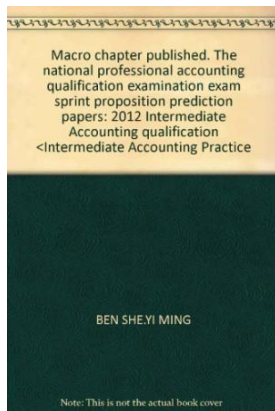 Macro chapter published. The
national professional accounting
qualification examination exam
sprint proposition prediction
papers: 2012 Intermediate
Accounting qualification
<Intermediate Accounting Practice
BEN SHE.YI MING
Note: This is not the actual book cover